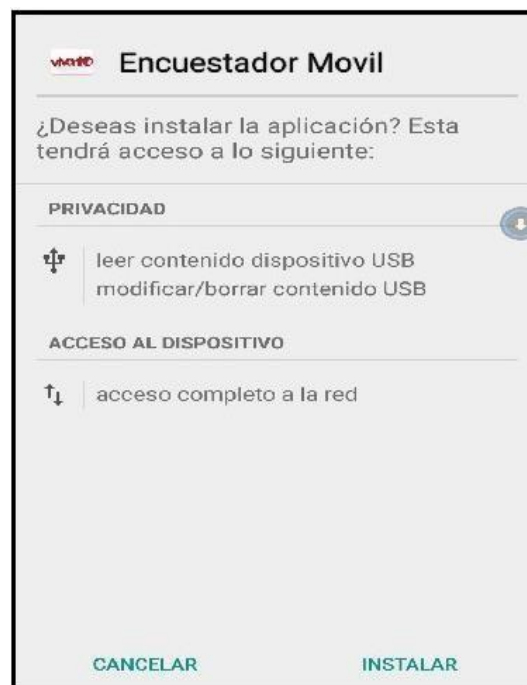 Encuestador Movil
¿Deseas instalar la aplicación? Esta
tendrá acceso a lo siguiente:
PRIVACIDAD
leer contenido dispositivo USB
modificar/borrar contenido USB
ACCESO AL DISPOSITIVO
acceso completo a la red
CANCELAR
INSTALAR